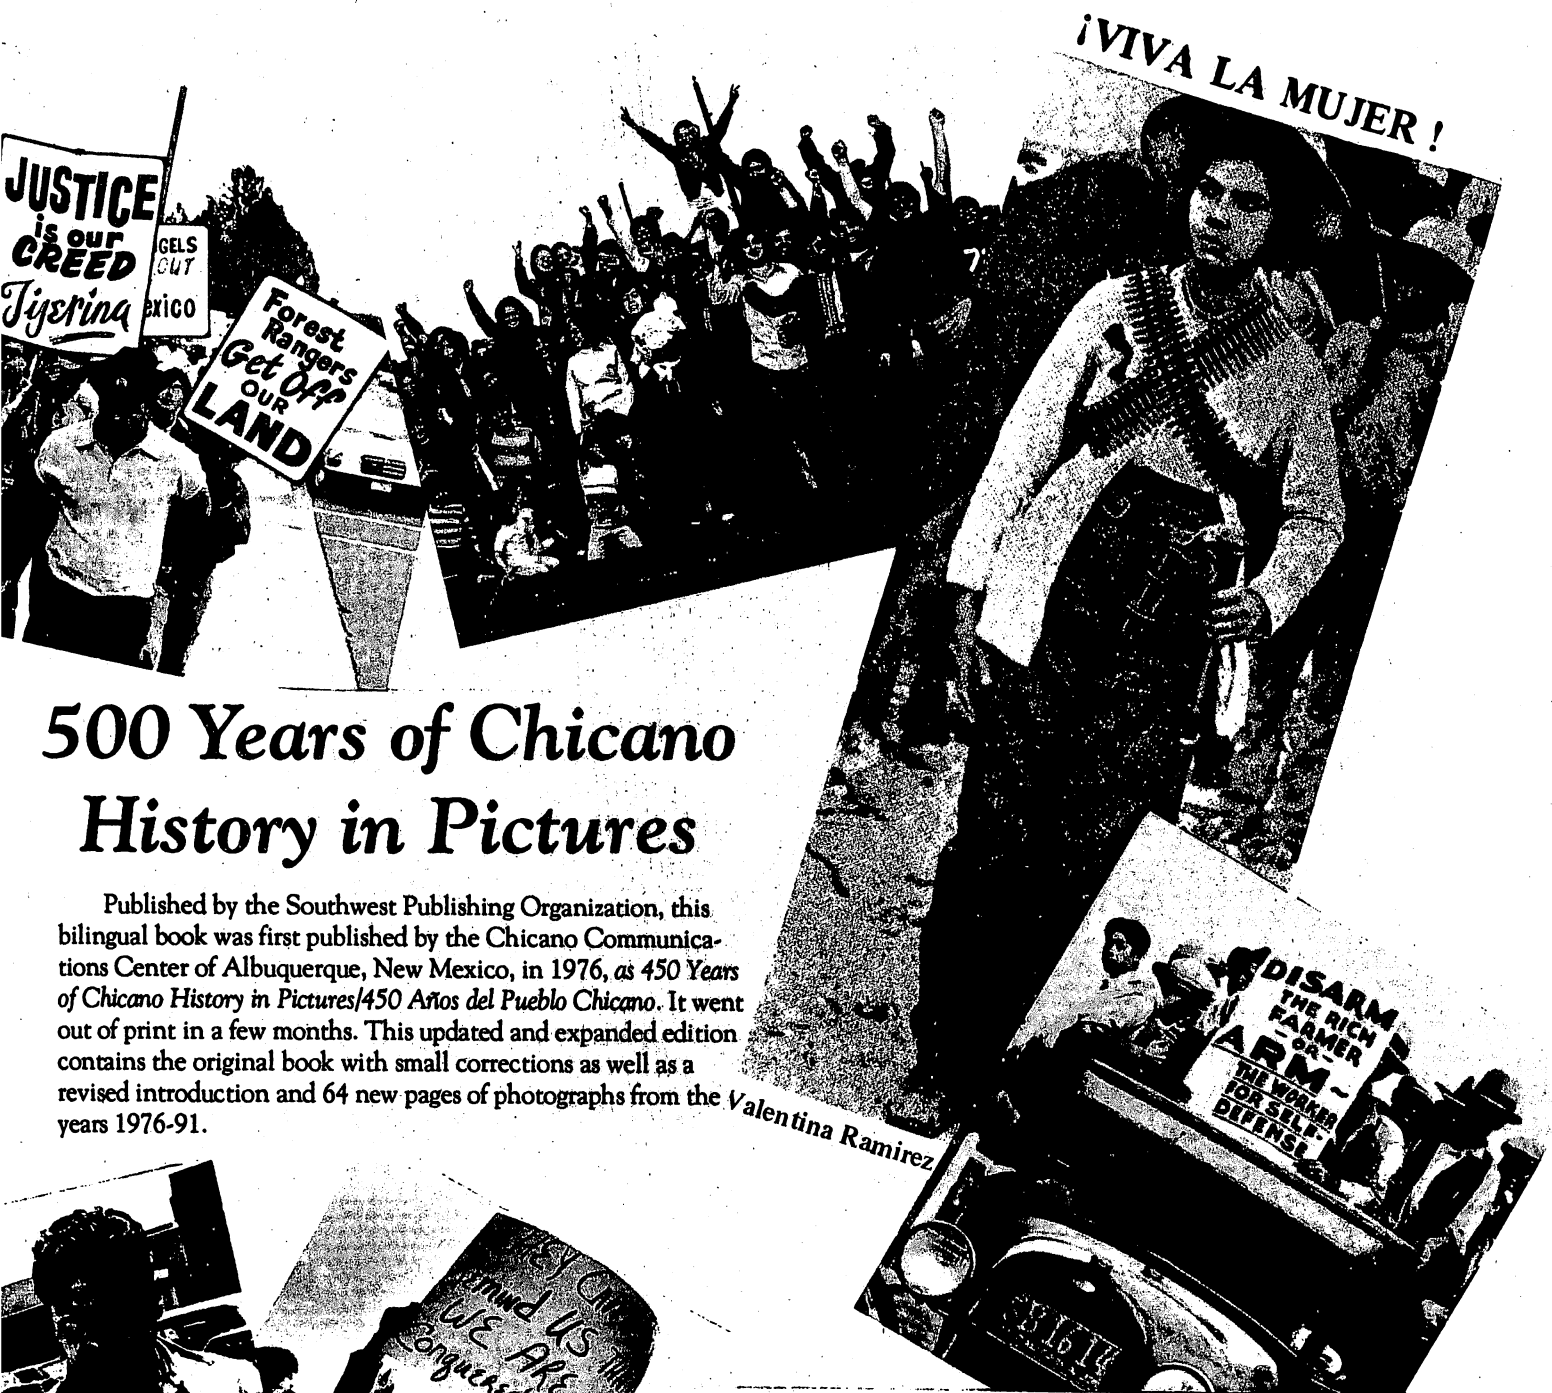 ¡VIVA LA MUJER !
JUSTICE
is our
CREED
Tijerina
GELS
OUT
exico
Forest
Rangers
Get Off
OUR
LAND
500 Years of Chicano
History in Pictures
Published by the Southwest Publishing Organization, this
bilingual book was first published by the Chicano Communica-
tions Center of Albuquerque, New Mexico, in 1976, as 450 Years
of Chicano History in Pictures/450 Años del Pueblo Chicano. It went
out of print in a few months. This updated and expanded edition
contains the original book with small corrections as well as a
revised introduction and 64 new pages of photographs from the
years 1976-91.
Valentina Ramirez
DISARM
THE RICH
FARMER
-OR-
ARM~
THE WORKER
FOR SELF-
DEFENSE.
US
WE ARE